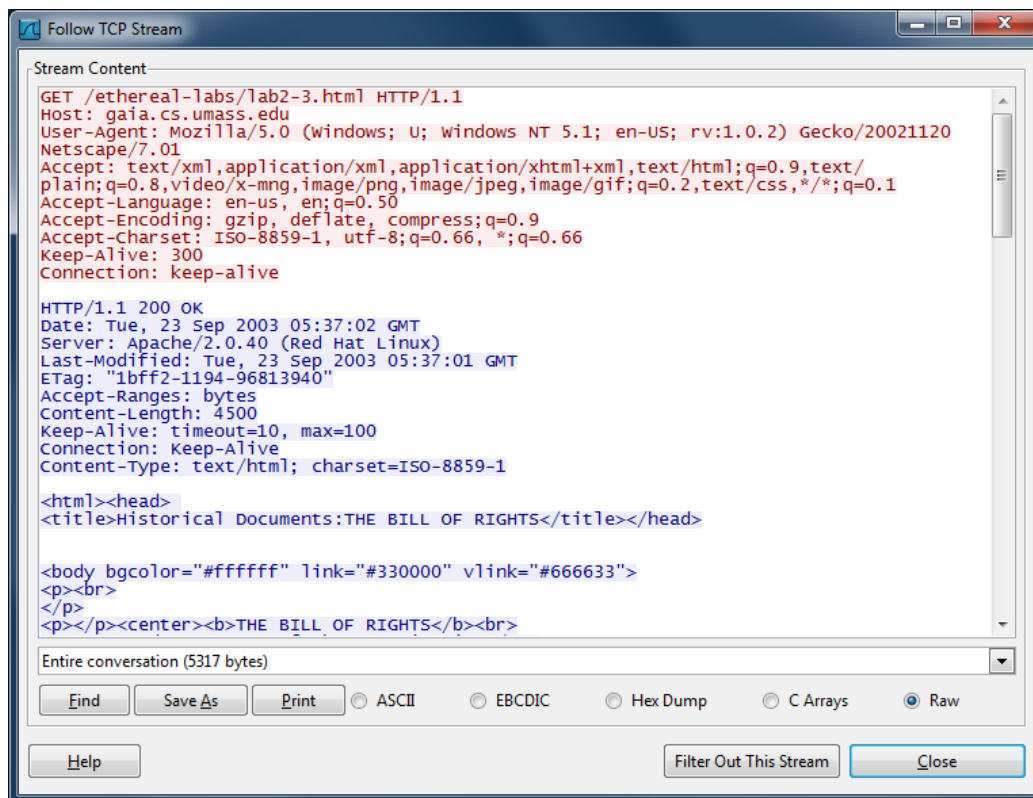 Follow TCP Stream
Stream Content
GET /ethereal-labs/lab2-3.html HTTP/1.1
Host: gaia.cs.umass.edu
User-Agent: Mozilla/5.0 (Windows; U; Windows NT 5.1; en-US; rv:1.0.2) Gecko/20021120
Netscape/7.01
Accept: text/xml,application/xml,application/xhtml+xml,text/html;q=0.9,text/
plain;q=0.8,video/x-mng,image/png,image/jpeg,image/gif;q=0.2,text/css,*/*;q=0.1
Accept-Language: en-us, en;q=0.50
Accept-Encoding: gzip, deflate, compress;q=0.9
Accept-Charset: ISO-8859-1, utf-8;q=0.66, *;q=0.66
Keep-Alive: 300
Connection: keep-alive
HTTP/1.1 200 OK
Date: Tue, 23 Sep 2003 05:37:02 GMT
Server: Apache/2.0.40 (Red Hat Linux)
Last-Modified: Tue, 23 Sep 2003 05:37:01 GMT
ETag: "1bff2-1194-96813940"
Accept-Ranges: bytes
Content-Length: 4500
Keep-Alive: timeout=10, max=100
Connection: Keep-Alive
Content-Type: text/html; charset=ISO-8859-1
<html><head>
<title>Historical Documents:THE BILL OF RIGHTS</title></head>
<body bgcolor="#ffffff" link="#330000" vlink="#666633">
<p><br>
</p>
<p></p><center><b>THE BILL OF RIGHTS</b><br>
Entire conversation (5317 bytes)
Find Save As Print ASCII EBCDIC Hex Dump C Arrays Raw
Help Filter Out This Stream Close